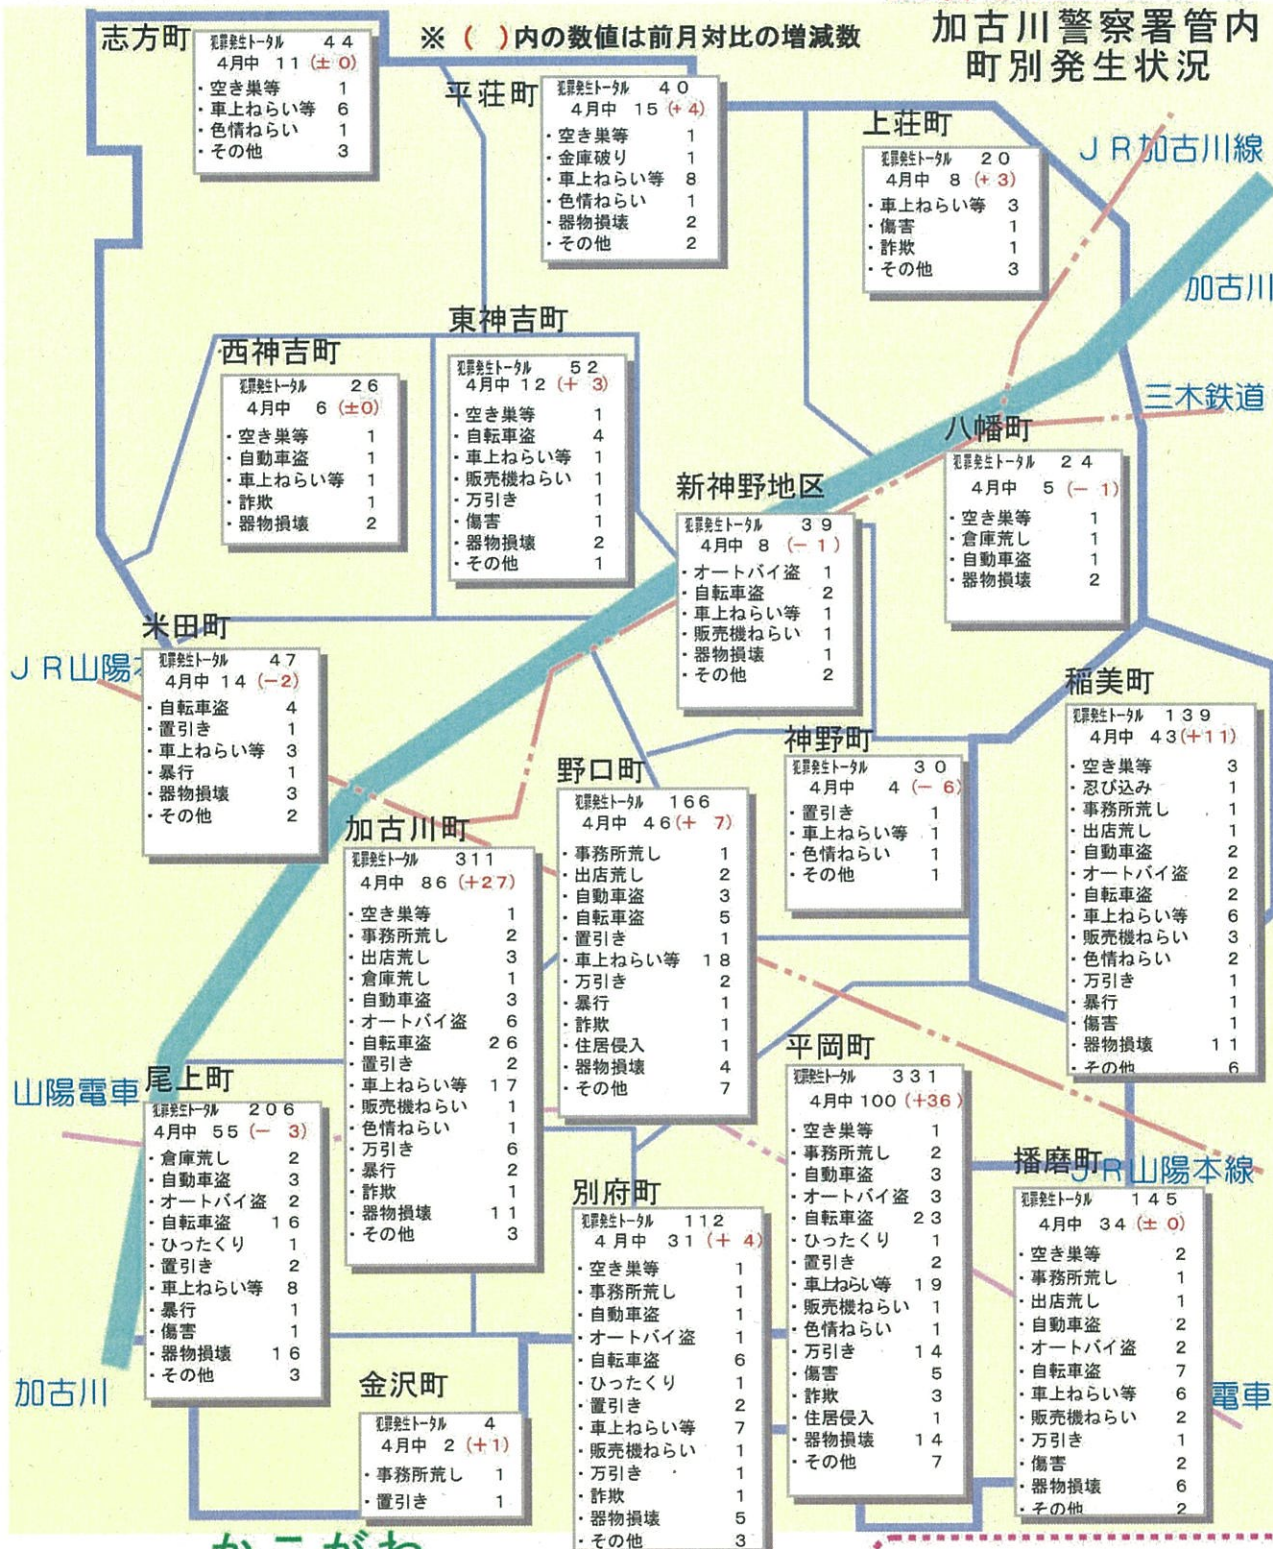 加古川警察署管内
町別発生状況
※ ( )内の数値は前月対比の増減数
志方町
犯罪発生トータル 44
4月中 11 (±0)
・空き巣等 1
・車上ねらい等 6
・色情ねらい 1
・その他 3
平荘町
犯罪発生トータル 40
4月中 15 (+4)
・空き巣等 1
・金庫破り 1
・車上ねらい等 8
・色情ねらい 1
・器物損壊 2
・その他 2
上荘町
犯罪発生トータル 20
4月中 8 (+3)
・車上ねらい等 3
・傷害 1
・詐欺 1
・その他 3
JR加古川線
加古川
三木鉄道
西神吉町
犯罪発生トータル 26
4月中 6 (±0)
・空き巣等 1
・自動車盗 1
・車上ねらい等 1
・詐欺 1
・器物損壊 2
東神吉町
犯罪発生トータル 52
4月中 12 (+ 3)
・空き巣等 1
・自転車盗 4
・車上ねらい等 1
・販売機ねらい 1
・万引き 1
・傷害 1
・器物損壊 2
・その他 1
新神野地区
犯罪発生トータル 39
4月中 8 (- 1)
・オートバイ盗 1
・自転車盗 2
・車上ねらい等 1
・販売機ねらい 1
・器物損壊 1
・その他 2
八幡町
犯罪発生トータル 24
4月中 5 (- 1)
・空き巣等 1
・倉庫荒し 1
・自動車盗 1
・器物損壊 2
米田町
JR山陽
犯罪発生トータル 47
4月中 14 (-2)
・自転車盗 4
・置引き 1
・車上ねらい等 3
・暴行 1
・器物損壊 3
・その他 2
加古川町
犯罪発生トータル 311
4月中 86 (+27)
・空き巣等 1
・事務所荒し 2
・出店荒し 3
・倉庫荒し 1
・自動車盗 3
・オートバイ盗 6
・自転車盗 26
・置引き 2
・車上ねらい等 17
・販売機ねらい 1
・色情ねらい 1
・万引き 6
・暴行 2
・詐欺 1
・器物損壊 11
・その他 3
野口町
犯罪発生トータル 166
4月中 46(+ 7)
・事務所荒し 1
・出店荒し 2
・自動車盗 3
・自転車盗 5
・置引き 1
・車上ねらい等 18
・万引き 2
・暴行 1
・詐欺 1
・住居侵入 1
・器物損壊 4
・その他 7
神野町
犯罪発生トータル 30
4月中 4 (- 6)
・置引き 1
・車上ねらい等 1
・色情ねらい 1
・その他 1
稲美町
犯罪発生トータル 139
4月中 43(+11)
・空き巣等 3
・忍び込み 1
・事務所荒し 1
・出店荒し 1
・自動車盗 2
・オートバイ盗 2
・自転車盗 2
・車上ねらい等 6
・販売機ねらい 3
・色情ねらい 2
・万引き 1
・暴行 1
・傷害 1
・器物損壊 11
・その他 6
山陽電車
尾上町
犯罪発生トータル 206
4月中 55 (- 3)
・倉庫荒し 2
・自動車盗 3
・オートバイ盗 2
・自転車盗 16
・ひったくり 1
・置引き 2
・車上ねらい等 8
・暴行 1
・傷害 1
・器物損壊 16
・その他 3
加古川
金沢町
犯罪発生トータル 4
4月中 2 (+1)
・事務所荒し 1
・置引き 1
別府町
犯罪発生トータル 112
4月中 31 (+ 4)
・空き巣等 1
・事務所荒し 1
・自動車盗 1
・オートバイ盗 1
・自転車盗 6
・ひったくり 1
・置引き 2
・車上ねらい等 7
・販売機ねらい 1
・万引き 1
・詐欺 1
・器物損壊 5
・その他 3
平岡町
犯罪発生トータル 331
4月中 100 (+36)
・空き巣等 1
・事務所荒し 2
・自動車盗 3
・オートバイ盗 3
・自転車盗 23
・ひったくり 1
・置引き 2
・車上ねらい等 19
・販売機ねらい 1
・色情ねらい 1
・万引き 14
・傷害 5
・詐欺 3
・住居侵入 1
・器物損壊 14
・その他 7
播磨町
JR山陽本線
犯罪発生トータル 145
4月中 34 (± 0)
・空き巣等 2
・事務所荒し 1
・出店荒し 1
・自動車盗 2
・オートバイ盗 2
・自転車盗 7
・車上ねらい等 6
・販売機ねらい 2
・万引き 1
・傷害 2
・器物損壊 6
・その他 2
電車